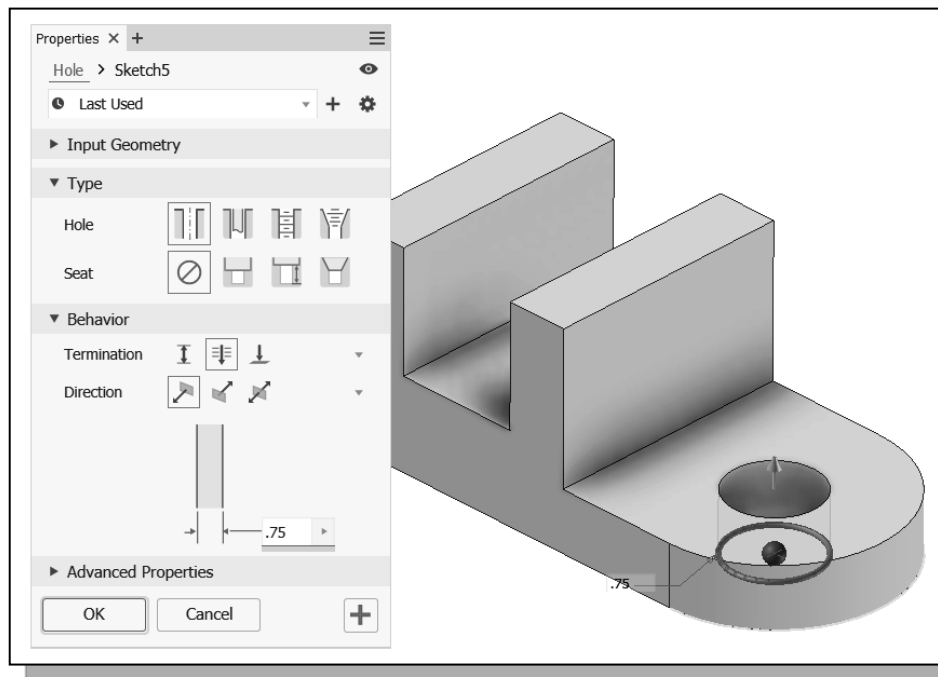 Properties × +
Hole > Sketch5
Last Used
Input Geometry
Type
Hole
Seat
Behavior
Termination
Direction
.75
.75
Advanced Properties
OK Cancel